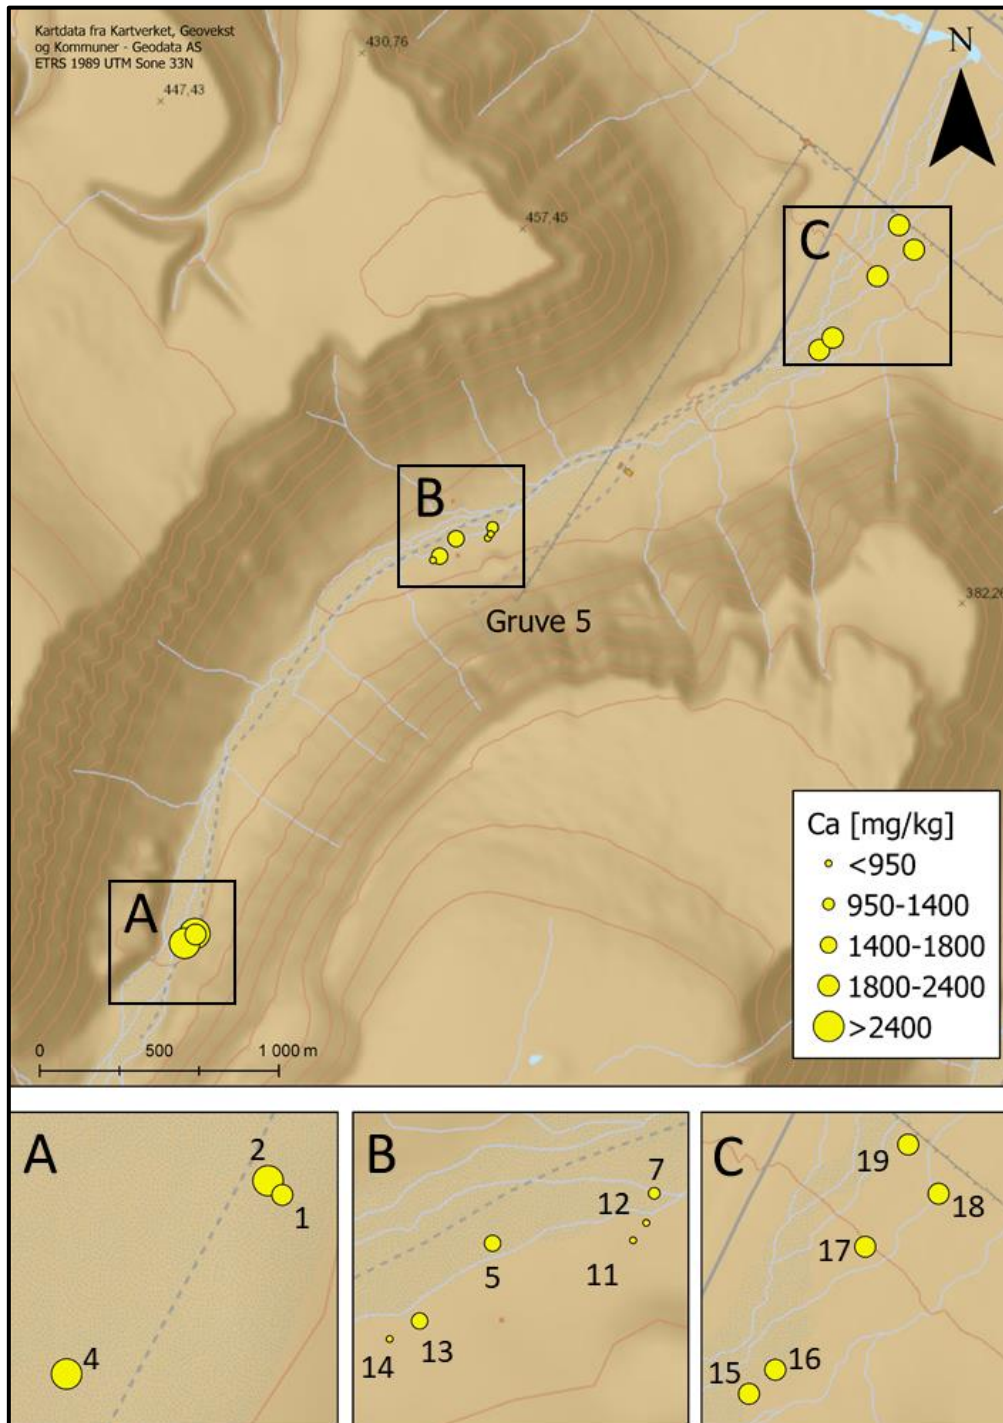 Kartdata fra Kartverket, Geovekst
og Kommuner - Geodata AS
ETRS 1989 UTM Sone 33N
430,76
447,43
N
457,45
C
B
382,26
Gruve 5
A
Ca [mg/kg]
<950
950-1400
1400-1800
1800-2400
>2400
0 500 1 000 m
A
2
1
4
B
7
12
11
5
13
14
C
19
18
17
16
15